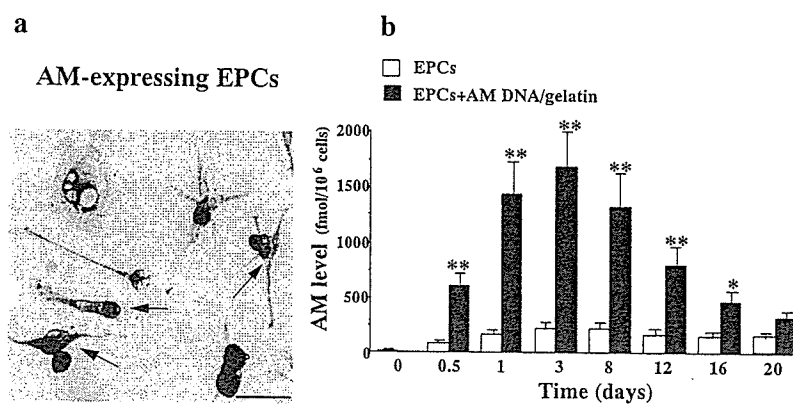 a
AM-expressing EPCs
b
EPCs
EPCs+AM DNA/gelatin
AM level (fmol/10⁶ cells)
2000
1500
1000
500
0
**
**
**
**
**
*
0 0.5 1 3 8 12 16 20
Time (days)